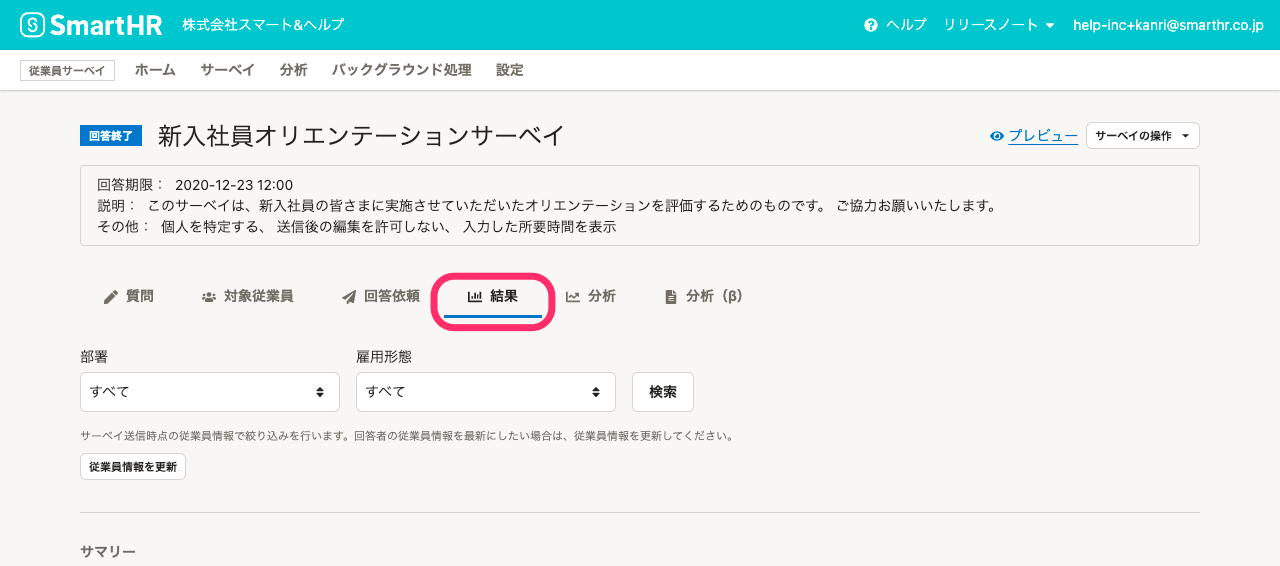 SmartHR 株式会社スマート&ヘルプ ヘルプ リリースノート help-inc+kanri@smarthr.co.jp
従業員サーベイ ホーム サーベイ 分析 バックグラウンド処理 設定
回答終了 新入社員オリエンテーションサーベイ プレビュー サーベイの操作
回答期限： 2020-12-23 12:00
説明： このサーベイは、新入社員の皆さまに実施させていただいたオリエンテーションを評価するためのものです。 ご協力お願いいたします。
その他： 個人を特定する、 送信後の編集を許可しない、 入力した所要時間を表示
質問 対象従業員 回答依頼 結果 分析 分析（β）
部署 雇用形態
すべて すべて 検索
サーベイ送信時点の従業員情報で絞り込みを行います。回答者の従業員情報を最新にしたい場合は、従業員情報を更新してください。
従業員情報を更新
サマリー